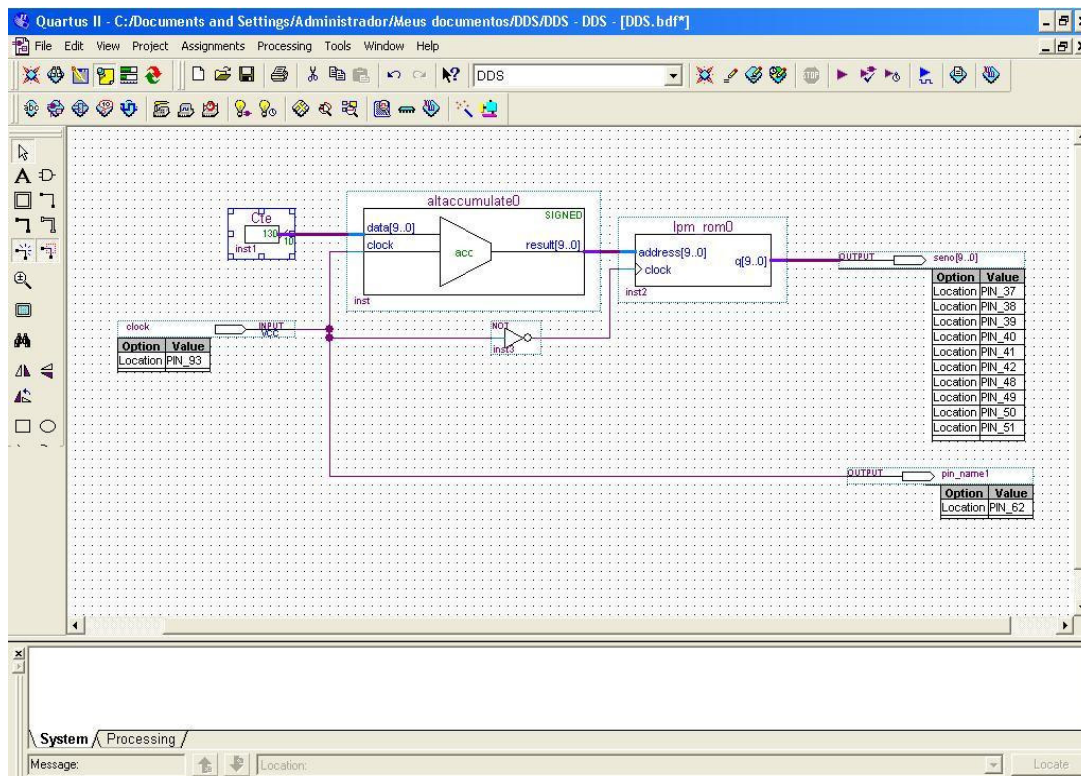 Quartus II - C:/Documents and Settings/Administrador/Meus documentos/DDS/DDS - DDS - [DDS.bdf*]
File Edit View Project Assignments Processing Tools Window Help
DDS
STOP
altaccumulate0
SIGNED
Cte
130
10
inst1
data[9..0]
clock
acc
result[9..0]
inst
lpm_rom0
address[9..0]
clock
q[9..0]
inst2
OUTPUT
seno[9..0]
Option Value
Location PIN_37
Location PIN_38
Location PIN_39
Location PIN_40
Location PIN_41
Location PIN_42
Location PIN_48
Location PIN_49
Location PIN_50
Location PIN_51
clock
INPUT
VCC
Option Value
Location PIN_93
NOT
inst3
OUTPUT
pin_name1
Option Value
Location PIN_62
System Processing
Message:
Location:
Locate